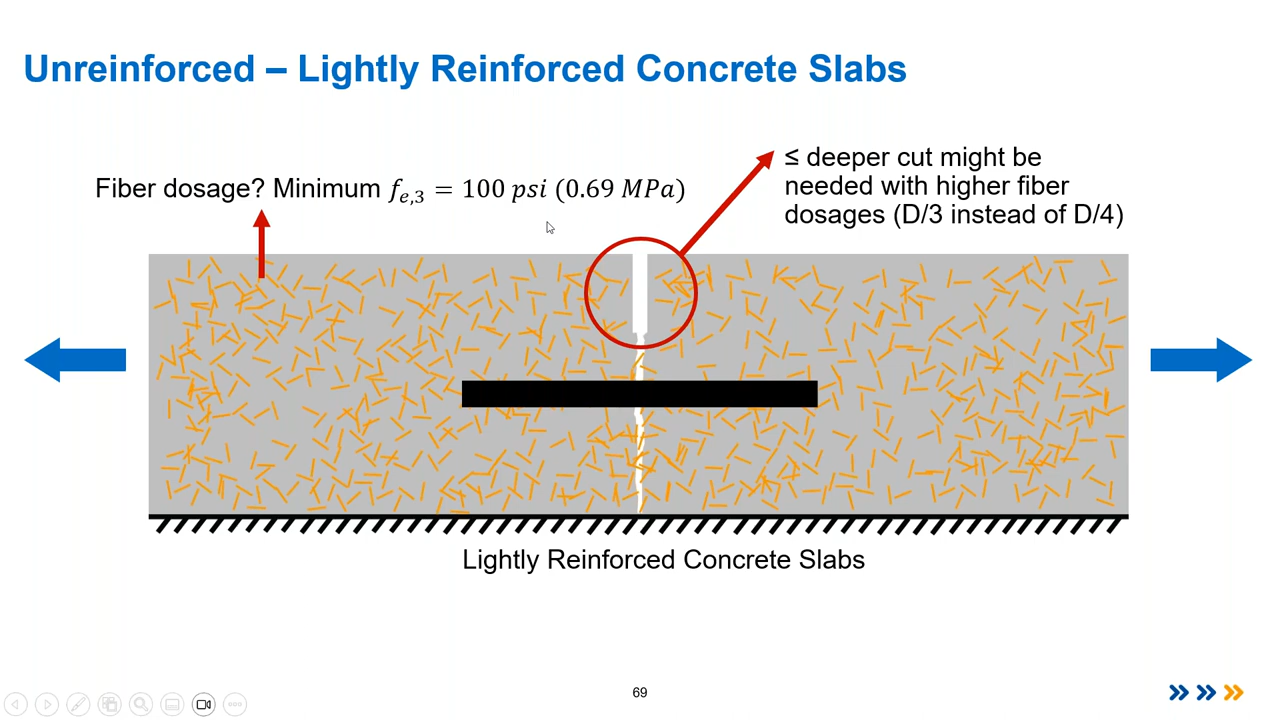 Unreinforced – Lightly Reinforced Concrete Slabs
Fiber dosage? Minimum 𝑓𝑒,3 = 100 𝑝𝑠𝑖 (0.69 𝑀𝑃𝑎)
≤ deeper cut might be
needed with higher fiber
dosages (D/3 instead of D/4)
Lightly Reinforced Concrete Slabs
69